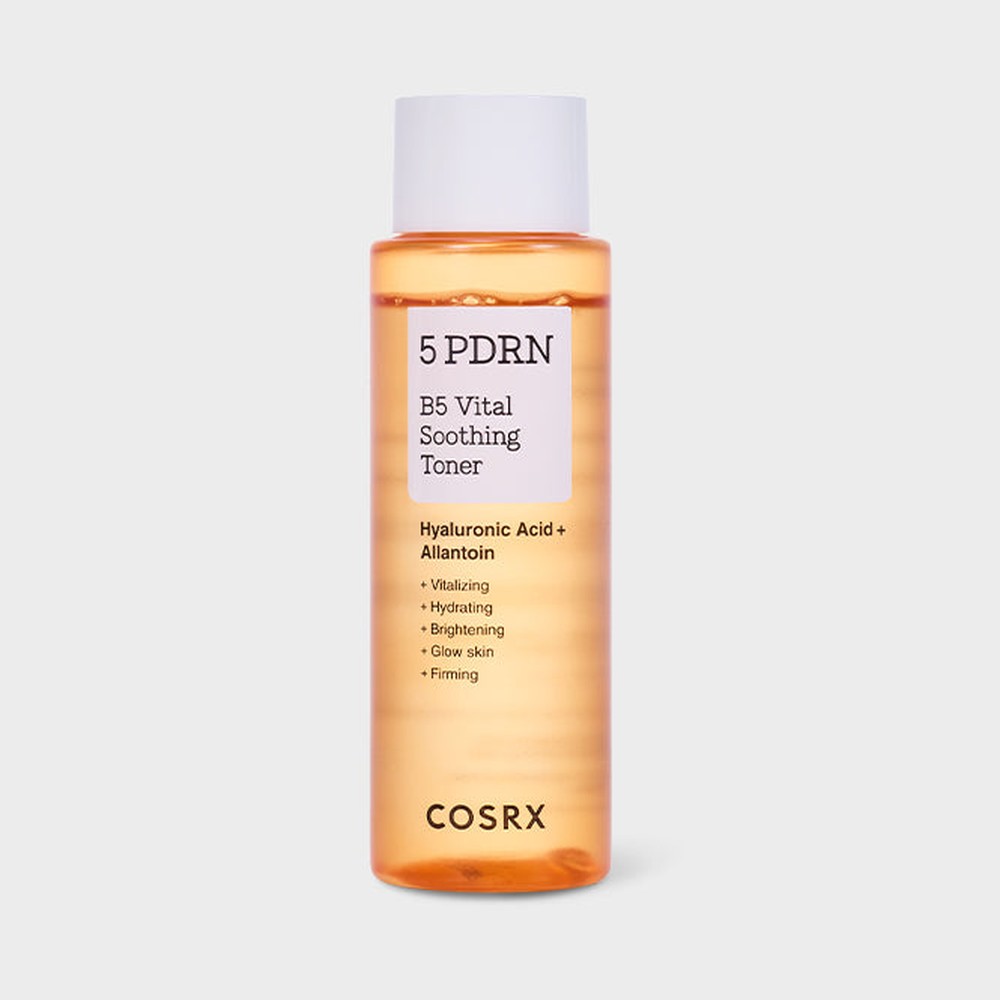 5 PDRN
B5 Vital
Soothing
Toner
Hyaluronic Acid +
Allantoin
+ Vitalizing
+ Hydrating
+ Brightening
+ Glow skin
+ Firming
COSRX